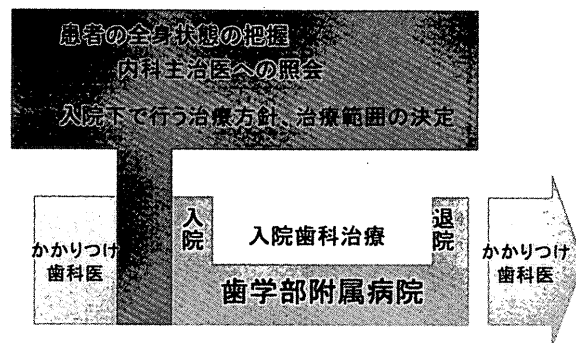 患者の全身状態の把握
内科主治医への照会
入院下で行う治療方針、治療範囲の決定
かかりつけ
歯科医
入院
入院歯科治療
退院
歯学部附属病院
かかりつけ
歯科医